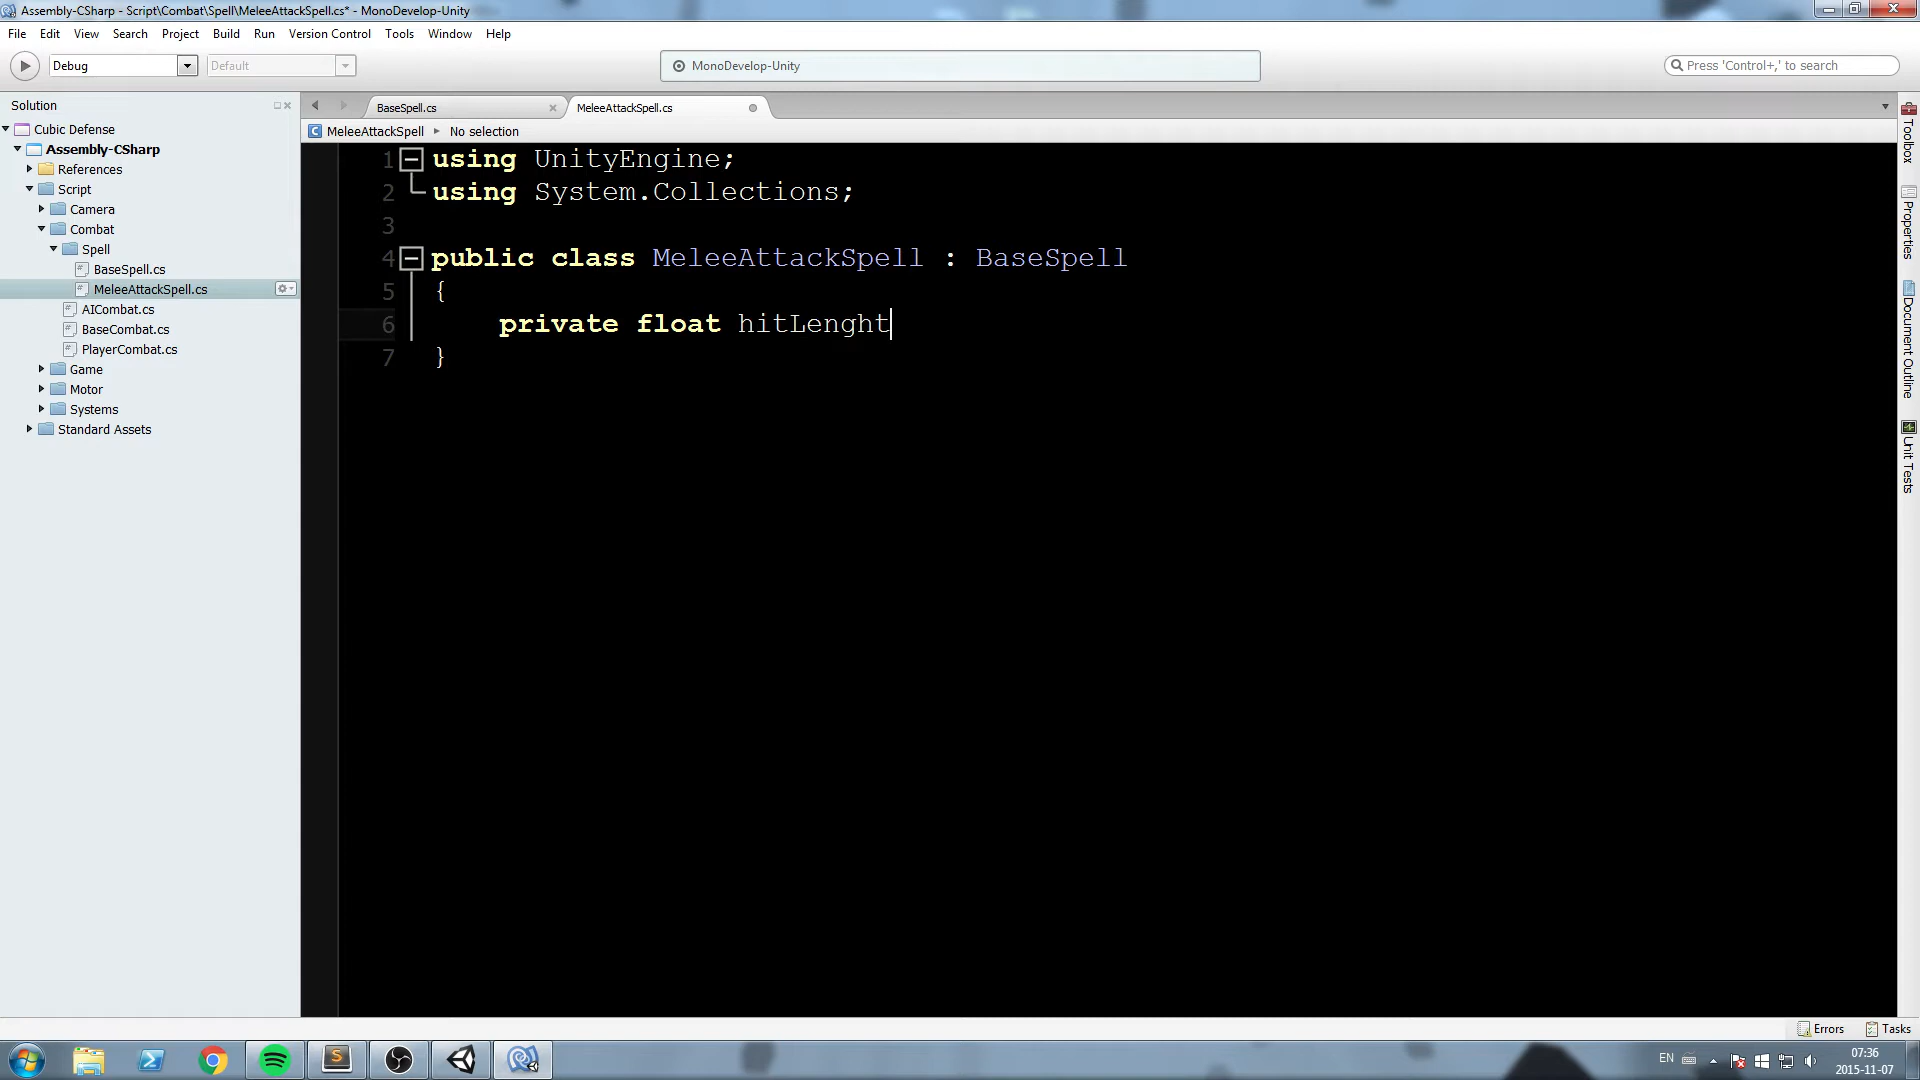 Assembly-CSharp - Script\Combat\Spell\MeleeAttackSpell.cs* - MonoDevelop-Unity
File Edit View Search Project Build Run Version Control Tools Window Help
Debug Default MonoDevelop-Unity Press 'Control+,' to search
Solution
Cubic Defense
Assembly-CSharp
References
Script
Camera
Combat
Spell
BaseSpell.cs
MeleeAttackSpell.cs
AICombat.cs
BaseCombat.cs
PlayerCombat.cs
Game
Motor
Systems
Standard Assets
BaseSpell.cs MeleeAttackSpell.cs
MeleeAttackSpell No selection
1 using UnityEngine;
2 using System.Collections;
3
4 public class MeleeAttackSpell : BaseSpell
5 {
6 private float hitLenght
7 }
Toolbox
Properties
Document Outline
Unit Tests
Errors Tasks
EN 07:36
2015-11-07